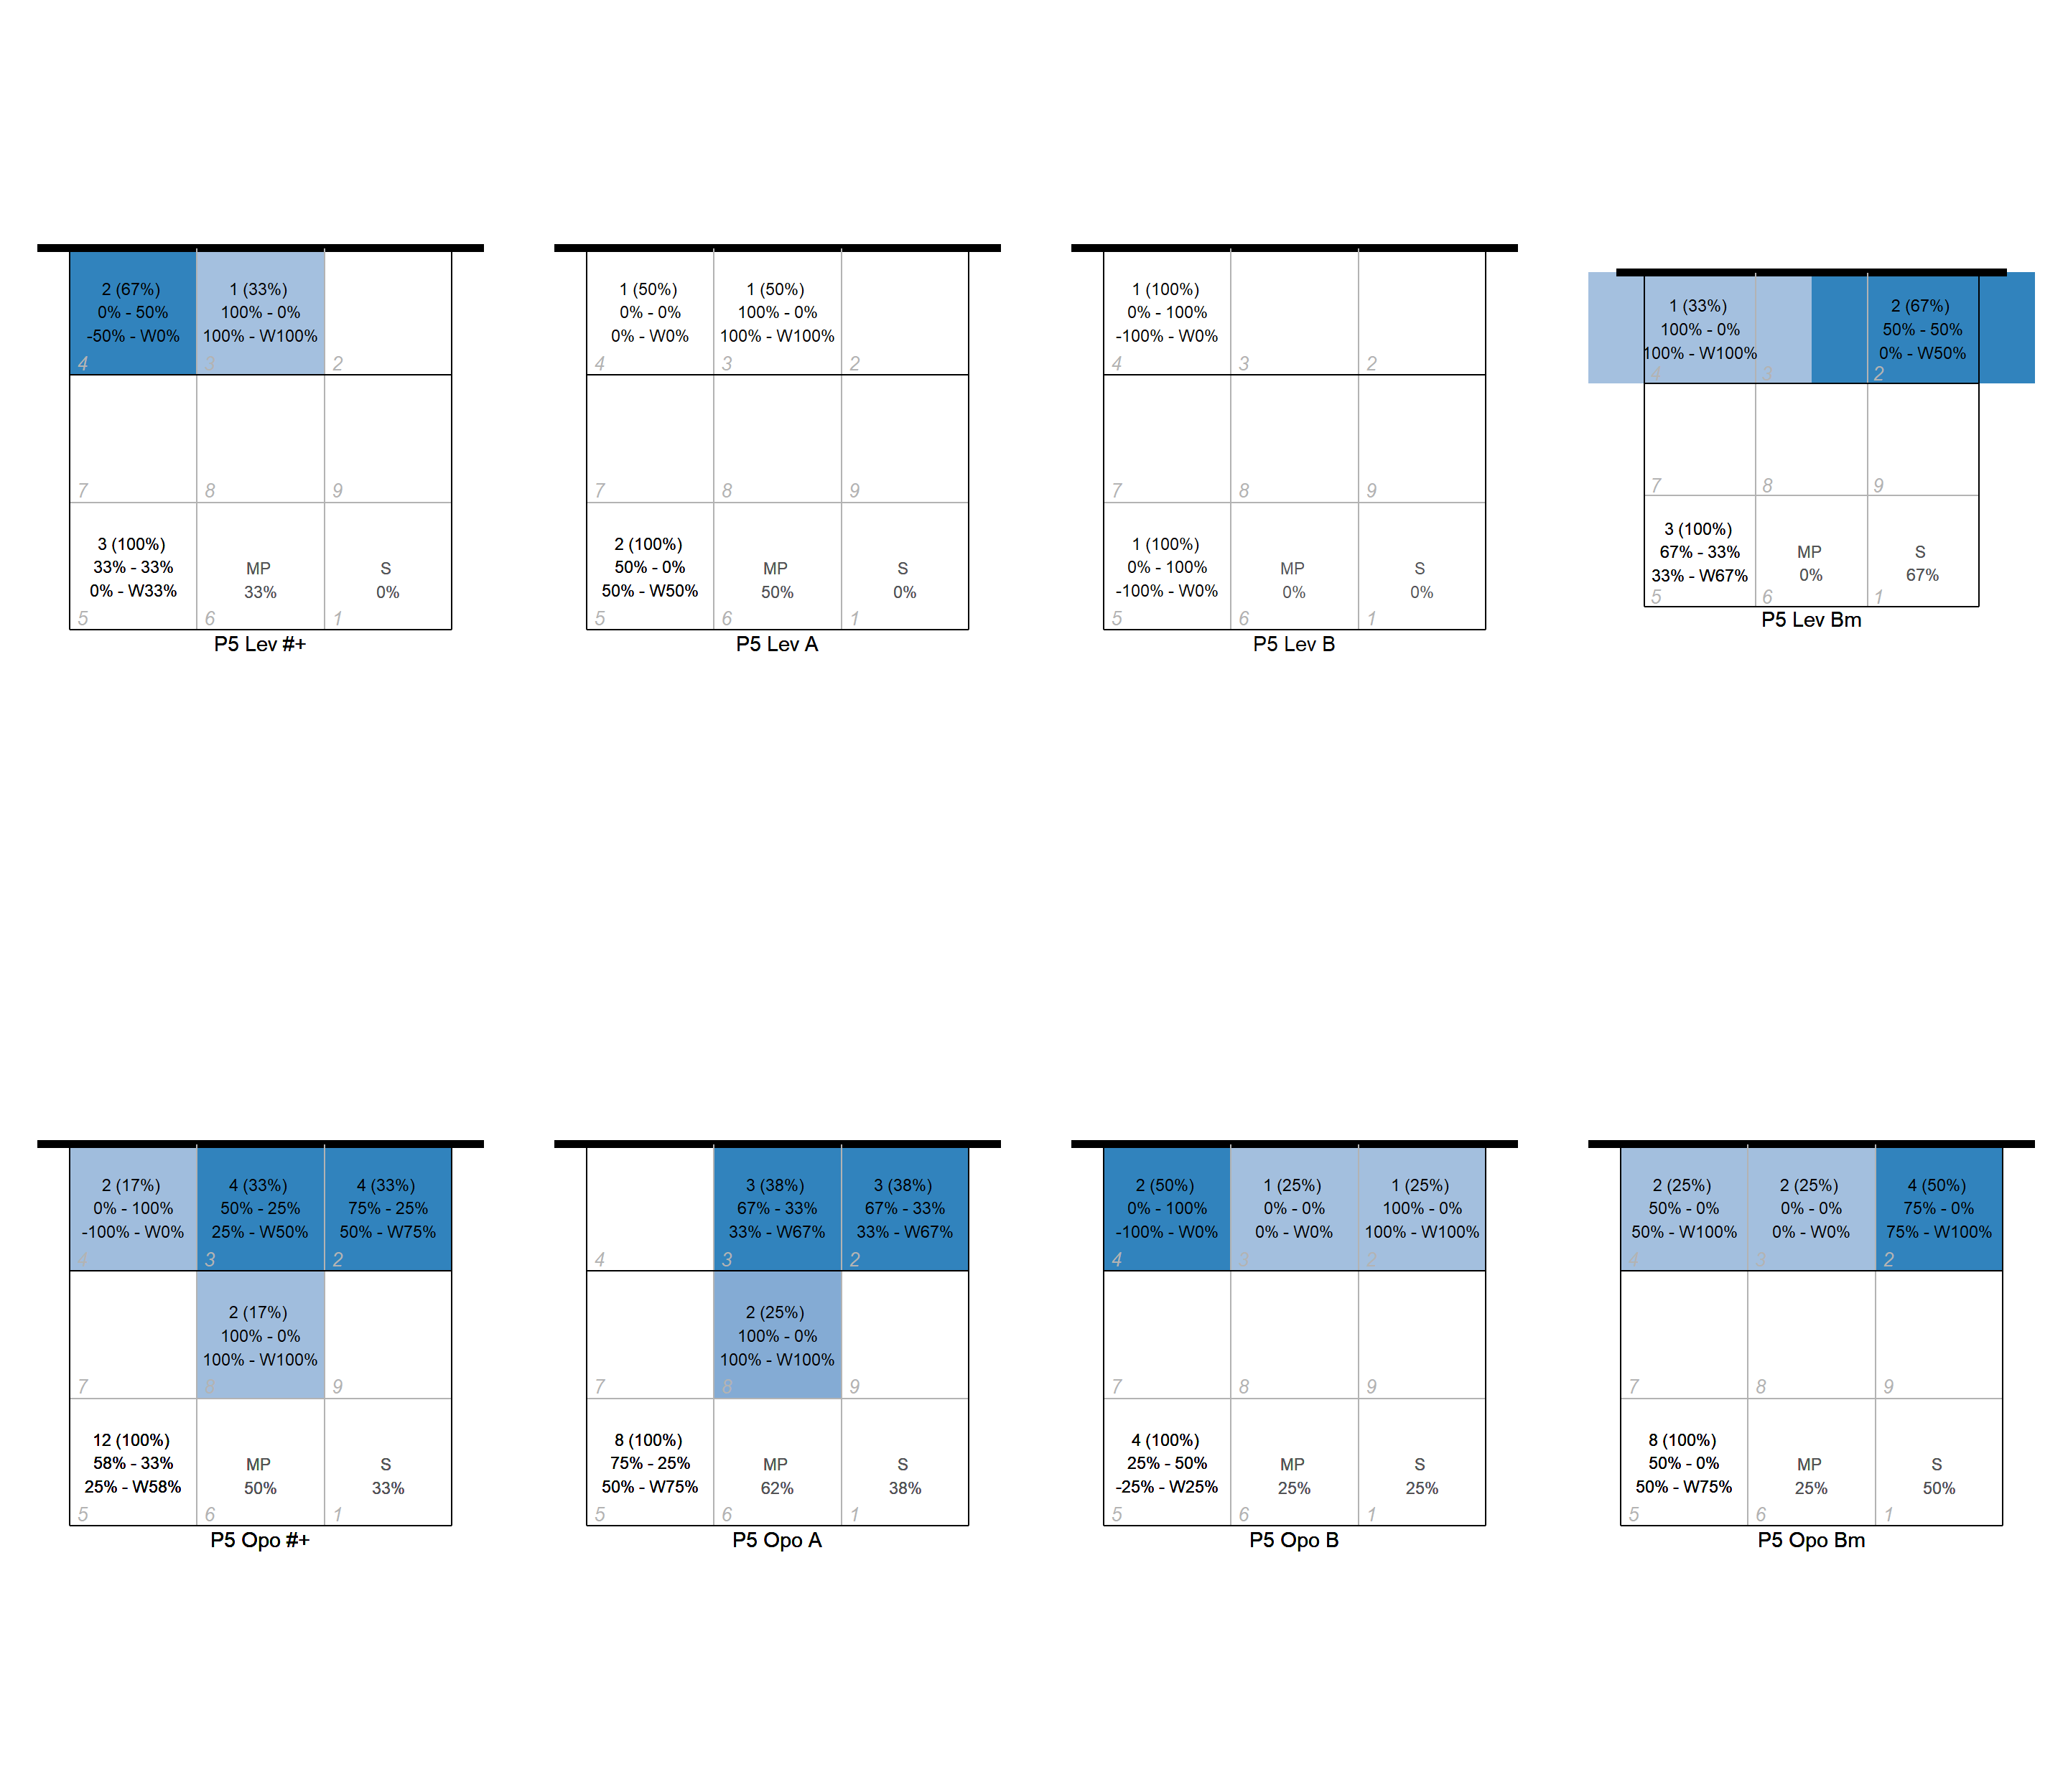 2 (67%)
0% - 50%
-50% - W0%
4
1 (33%)
100% - 0%
100% - W100%
3
2
7
8
9
3 (100%)
33% - 33%
0% - W33%
5
MP
33%
6
S
0%
1
P5 Lev #+
1 (50%)
0% - 0%
0% - W0%
4
1 (50%)
100% - 0%
100% - W100%
3
2
7
8
9
2 (100%)
50% - 0%
50% - W50%
5
MP
50%
6
S
0%
1
P5 Lev A
1 (100%)
0% - 100%
-100% - W0%
4
3
2
7
8
9
1 (100%)
0% - 100%
-100% - W0%
5
MP
0%
6
S
0%
1
P5 Lev B
1 (33%)
100% - 0%
100% - W100%
4
3
2 (67%)
50% - 50%
0% - W50%
2
7
8
9
3 (100%)
67% - 33%
33% - W67%
5
MP
0%
6
S
67%
1
P5 Lev Bm
2 (17%)
0% - 100%
-100% - W0%
4
4 (33%)
50% - 25%
25% - W50%
3
4 (33%)
75% - 25%
50% - W75%
2
7
2 (17%)
100% - 0%
100% - W100%
8
9
12 (100%)
58% - 33%
25% - W58%
5
MP
50%
6
S
33%
1
P5 Opo #+
4
3 (38%)
67% - 33%
33% - W67%
3
3 (38%)
67% - 33%
33% - W67%
2
7
2 (25%)
100% - 0%
100% - W100%
8
9
8 (100%)
75% - 25%
50% - W75%
5
MP
62%
6
S
38%
1
P5 Opo A
2 (50%)
0% - 100%
-100% - W0%
4
1 (25%)
0% - 0%
0% - W0%
3
1 (25%)
100% - 0%
100% - W100%
2
7
8
9
4 (100%)
25% - 50%
-25% - W25%
5
MP
25%
6
S
25%
1
P5 Opo B
2 (25%)
50% - 0%
50% - W100%
4
2 (25%)
0% - 0%
0% - W0%
3
4 (50%)
75% - 0%
75% - W100%
2
7
8
9
8 (100%)
50% - 0%
50% - W75%
5
MP
25%
6
S
50%
1
P5 Opo Bm